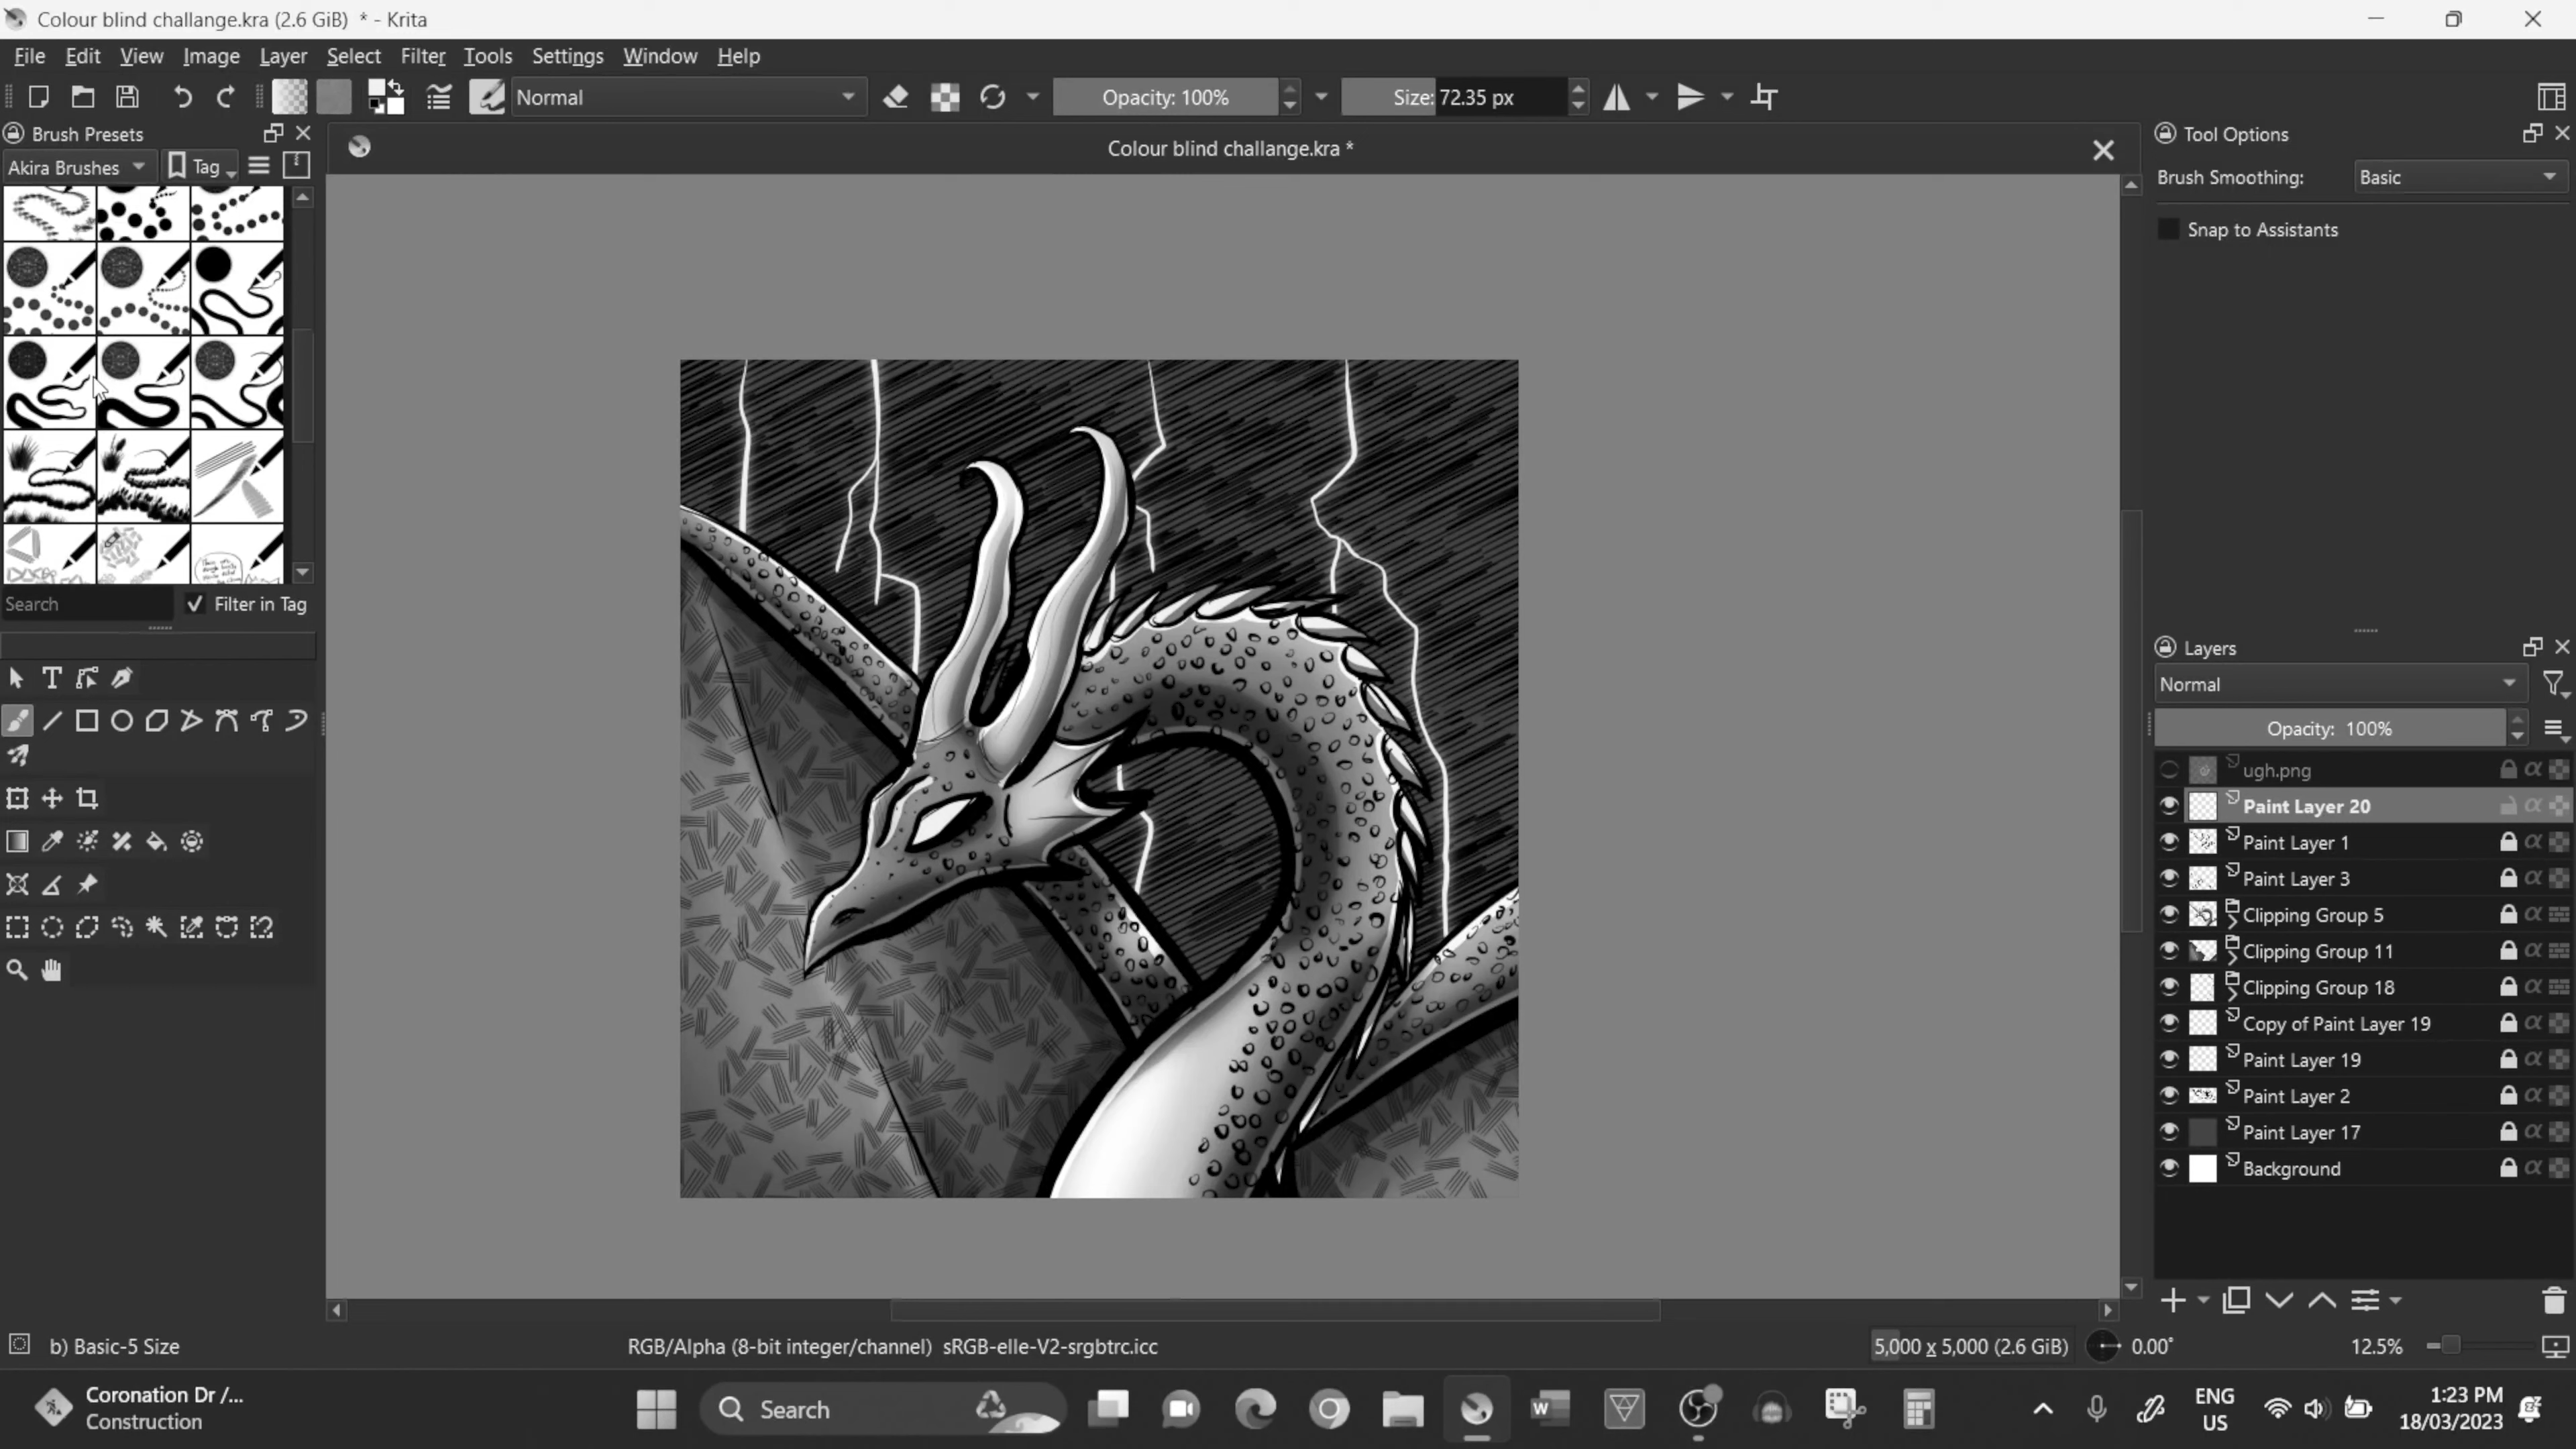 Colour blind challange.kra (2.6 GiB) * - Krita
File Edit View Image Layer Select Filter Tools Settings Window Help
Normal
Opacity: 100%
Size: 72.35 px
Brush Presets
Colour blind challange.kra *
Tool Options
Akira Brushes
Tag
Brush Smoothing: Basic
Snap to Assistants
Search
Filter in Tag
Layers
Normal
Opacity: 100%
ugh.png
Paint Layer 20
Paint Layer 1
Paint Layer 3
Clipping Group 5
Clipping Group 11
Clipping Group 18
Copy of Paint Layer 19
Paint Layer 19
Paint Layer 2
Paint Layer 17
Background
b) Basic-5 Size
RGB/Alpha (8-bit integer/channel) sRGB-elle-V2-srgbtrc.icc
5,000 x 5,000 (2.6 GiB)
0.00°
12.5%
Coronation Dr /...
Construction
Search
ENG
US
1:23 PM
18/03/2023